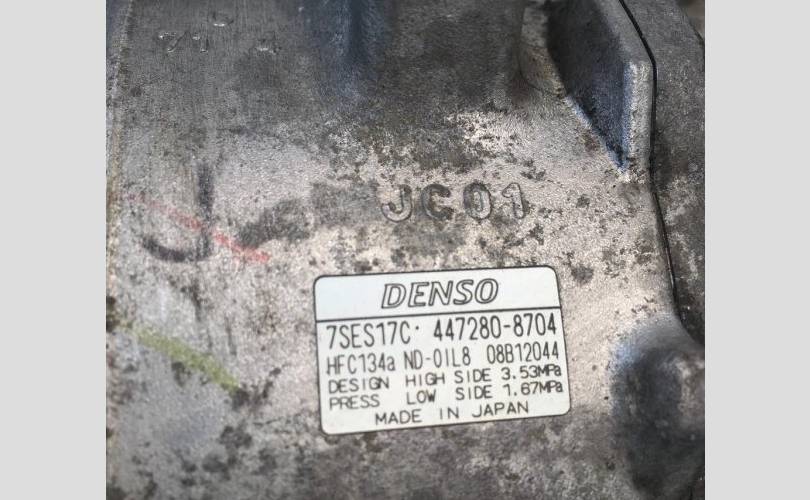 JC01
DENSO
7SES17C· 447280-8704
HFC134a ND-OIL8 08B12044
DESIGN HIGH SIDE 3.53MPa
PRESS LOW SIDE 1.67MPa
MADE IN JAPAN